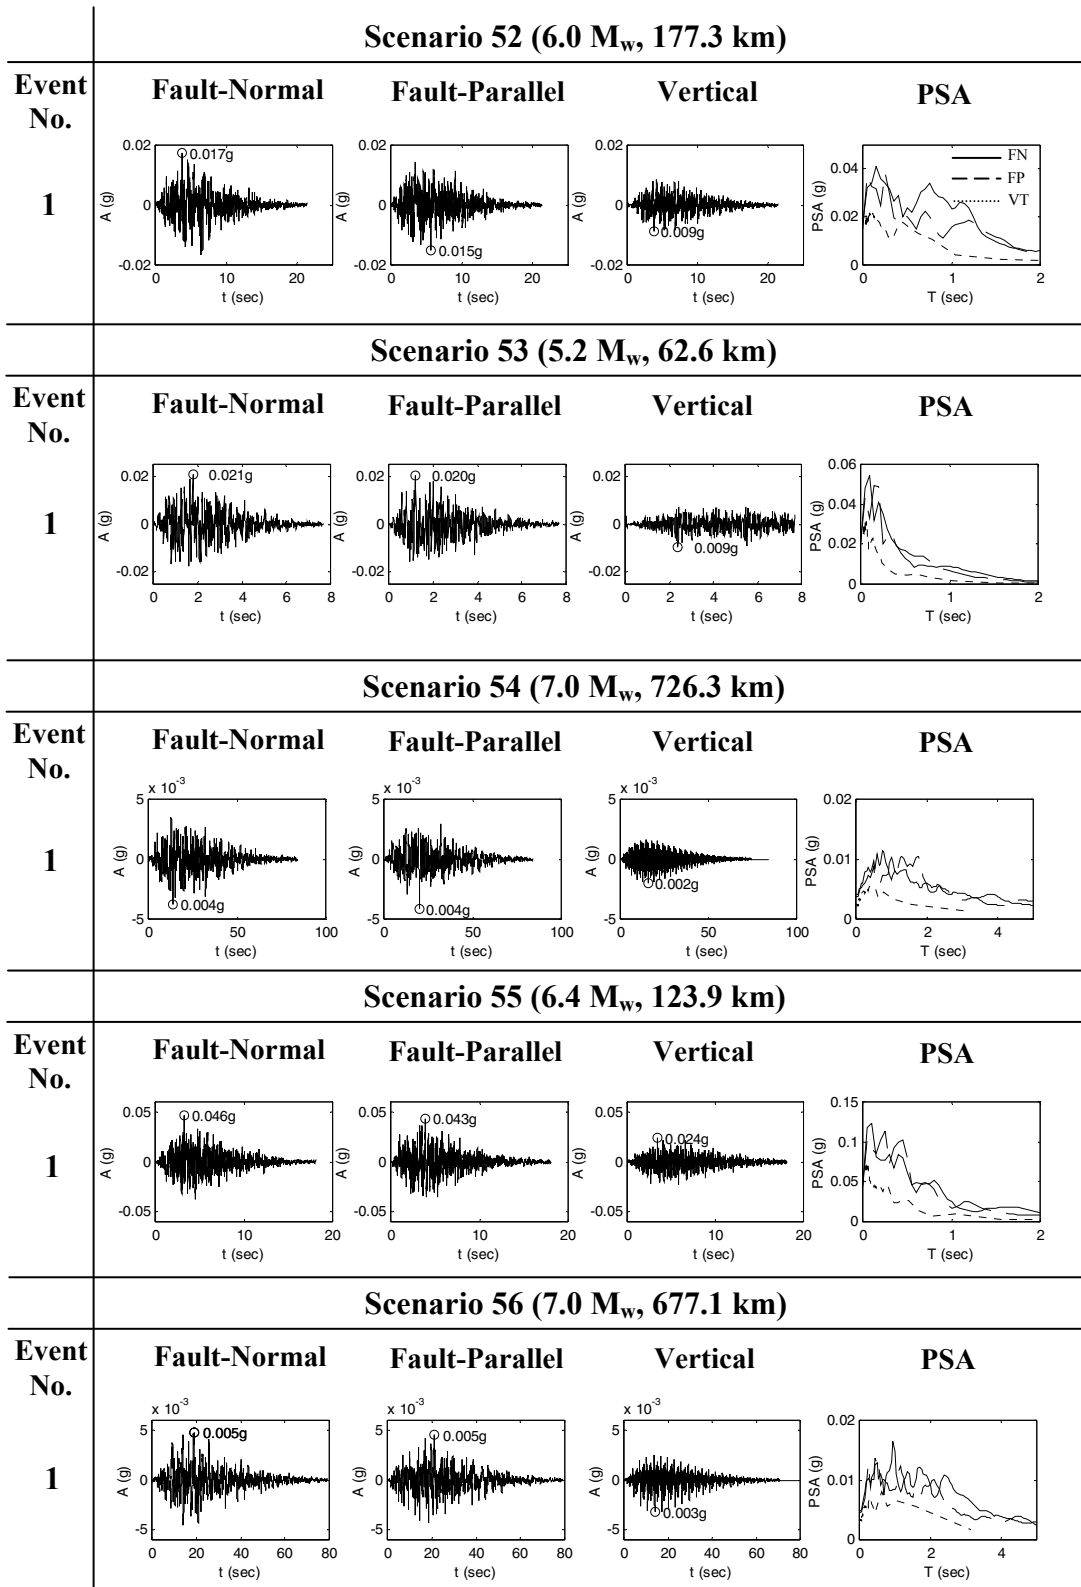 Scenario 52 (6.0 Mw, 177.3 km)
Event No.
Fault-Normal
Fault-Parallel
Vertical
PSA
1
0.02
0
-0.02
A (g)
0.017g
0 10 20
t (sec)
0.02
0
-0.02
A (g)
0.015g
0 10 20
t (sec)
0.02
0
-0.02
A (g)
0.009g
0 10 20
t (sec)
0.04
0.02
0
PSA (g)
FN
FP
VT
0 1 2
T (sec)
Scenario 53 (5.2 Mw, 62.6 km)
Event No.
Fault-Normal
Fault-Parallel
Vertical
PSA
1
0.02
0
-0.02
A (g)
0.021g
0 2 4 6 8
t (sec)
0.02
0
-0.02
A (g)
0.020g
0 2 4 6 8
t (sec)
0.02
0
-0.02
A (g)
0.009g
0 2 4 6 8
t (sec)
0.06
0.04
0.02
0
PSA (g)
0 1 2
T (sec)
Scenario 54 (7.0 Mw, 726.3 km)
Event No.
Fault-Normal
Fault-Parallel
Vertical
PSA
1
x 10-3
5
0
-5
A (g)
0.004g
0 50 100
t (sec)
x 10-3
5
0
-5
A (g)
0.004g
0 50 100
t (sec)
x 10-3
5
0
-5
A (g)
0.002g
0 50 100
t (sec)
0.02
0.01
0
PSA (g)
0 2 4
T (sec)
Scenario 55 (6.4 Mw, 123.9 km)
Event No.
Fault-Normal
Fault-Parallel
Vertical
PSA
1
0.05
0
-0.05
A (g)
0.046g
0 10 20
t (sec)
0.05
0
-0.05
A (g)
0.043g
0 10 20
t (sec)
0.05
0
-0.05
A (g)
0.024g
0 10 20
t (sec)
0.15
0.1
0.05
0
PSA (g)
0 1 2
T (sec)
Scenario 56 (7.0 Mw, 677.1 km)
Event No.
Fault-Normal
Fault-Parallel
Vertical
PSA
1
x 10-3
5
0
-5
A (g)
0.005g
0 20 40 60 80
t (sec)
x 10-3
5
0
-5
A (g)
0.005g
0 20 40 60 80
t (sec)
x 10-3
5
0
-5
A (g)
0.003g
0 20 40 60 80
t (sec)
0.02
0.01
0
PSA (g)
0 2 4
T (sec)